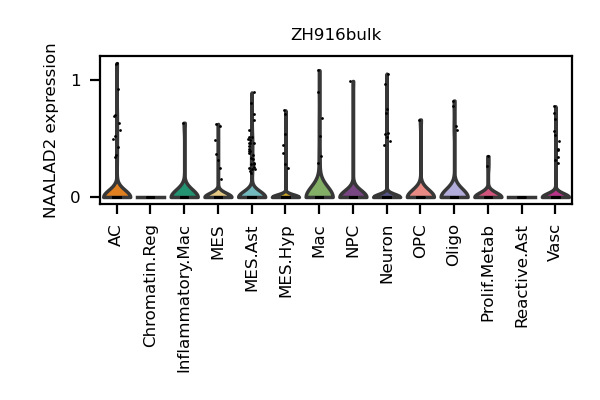 ZH916bulk
NAALAD2 expression
1
0
AC
Chromatin.Reg
Inflammatory.Mac
MES
MES.Ast
MES.Hyp
Mac
NPC
Neuron
OPC
Oligo
Prolif.Metab
Reactive.Ast
Vasc